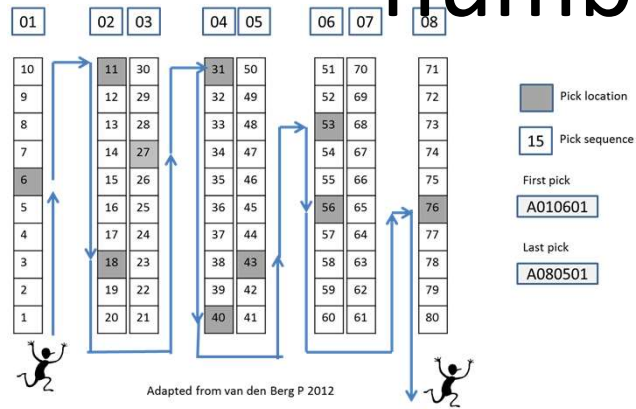 numb
01 02 03 04 05 06 07 08
10 11 30 31 50 51 70 71
9 12 29 32 49 52 69 72
8 13 28 33 48 53 68 73
7 14 27 34 47 54 67 74
6 15 26 35 46 55 66 75
5 16 25 36 45 56 65 76
4 17 24 37 44 57 64 77
3 18 23 38 43 58 63 78
2 19 22 39 42 59 62 79
1 20 21 40 41 60 61 80
Pick location
15 Pick sequence
First pick
A010601
Last pick
A080501
Adapted from van den Berg P 2012